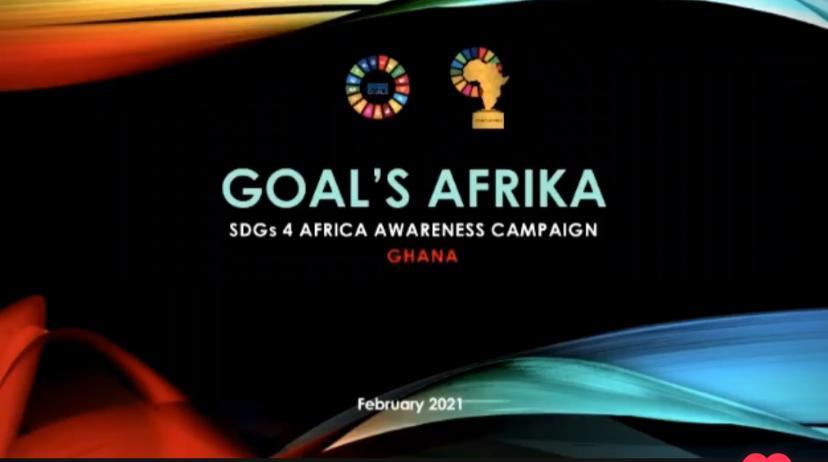 GOAL'S AFRIKA
SDGs 4 AFRICA AWARENESS CAMPAIGN
GHANA
February 2021